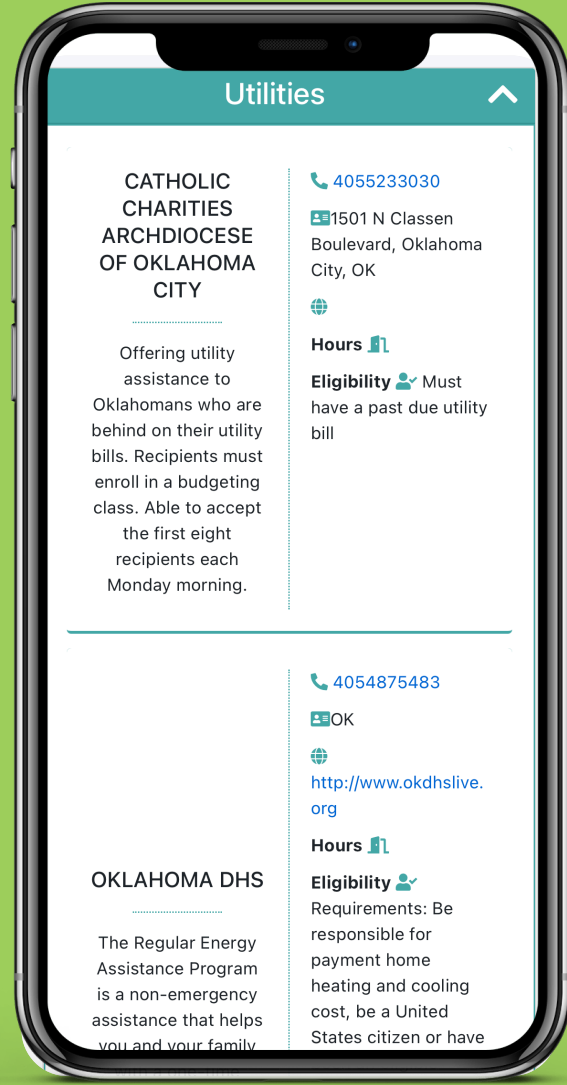 Utilities
CATHOLIC
CHARITIES
ARCHDIOCESE
OF OKLAHOMA
CITY
Offering utility
assistance to
Oklahomans who are
behind on their utility
bills. Recipients must
enroll in a budgeting
class. Able to accept
the first eight
recipients each
Monday morning.
4055233030
1501 N Classen
Boulevard, Oklahoma
City, OK
Hours
Eligibility Must
have a past due utility
bill
OKLAHOMA DHS
The Regular Energy
Assistance Program
is a non-emergency
assistance that helps
you and your family
4054875483
OK
http://www.okdhslive.
org
Hours
Eligibility
Requirements: Be
responsible for
payment home
heating and cooling
cost, be a United
States citizen or have